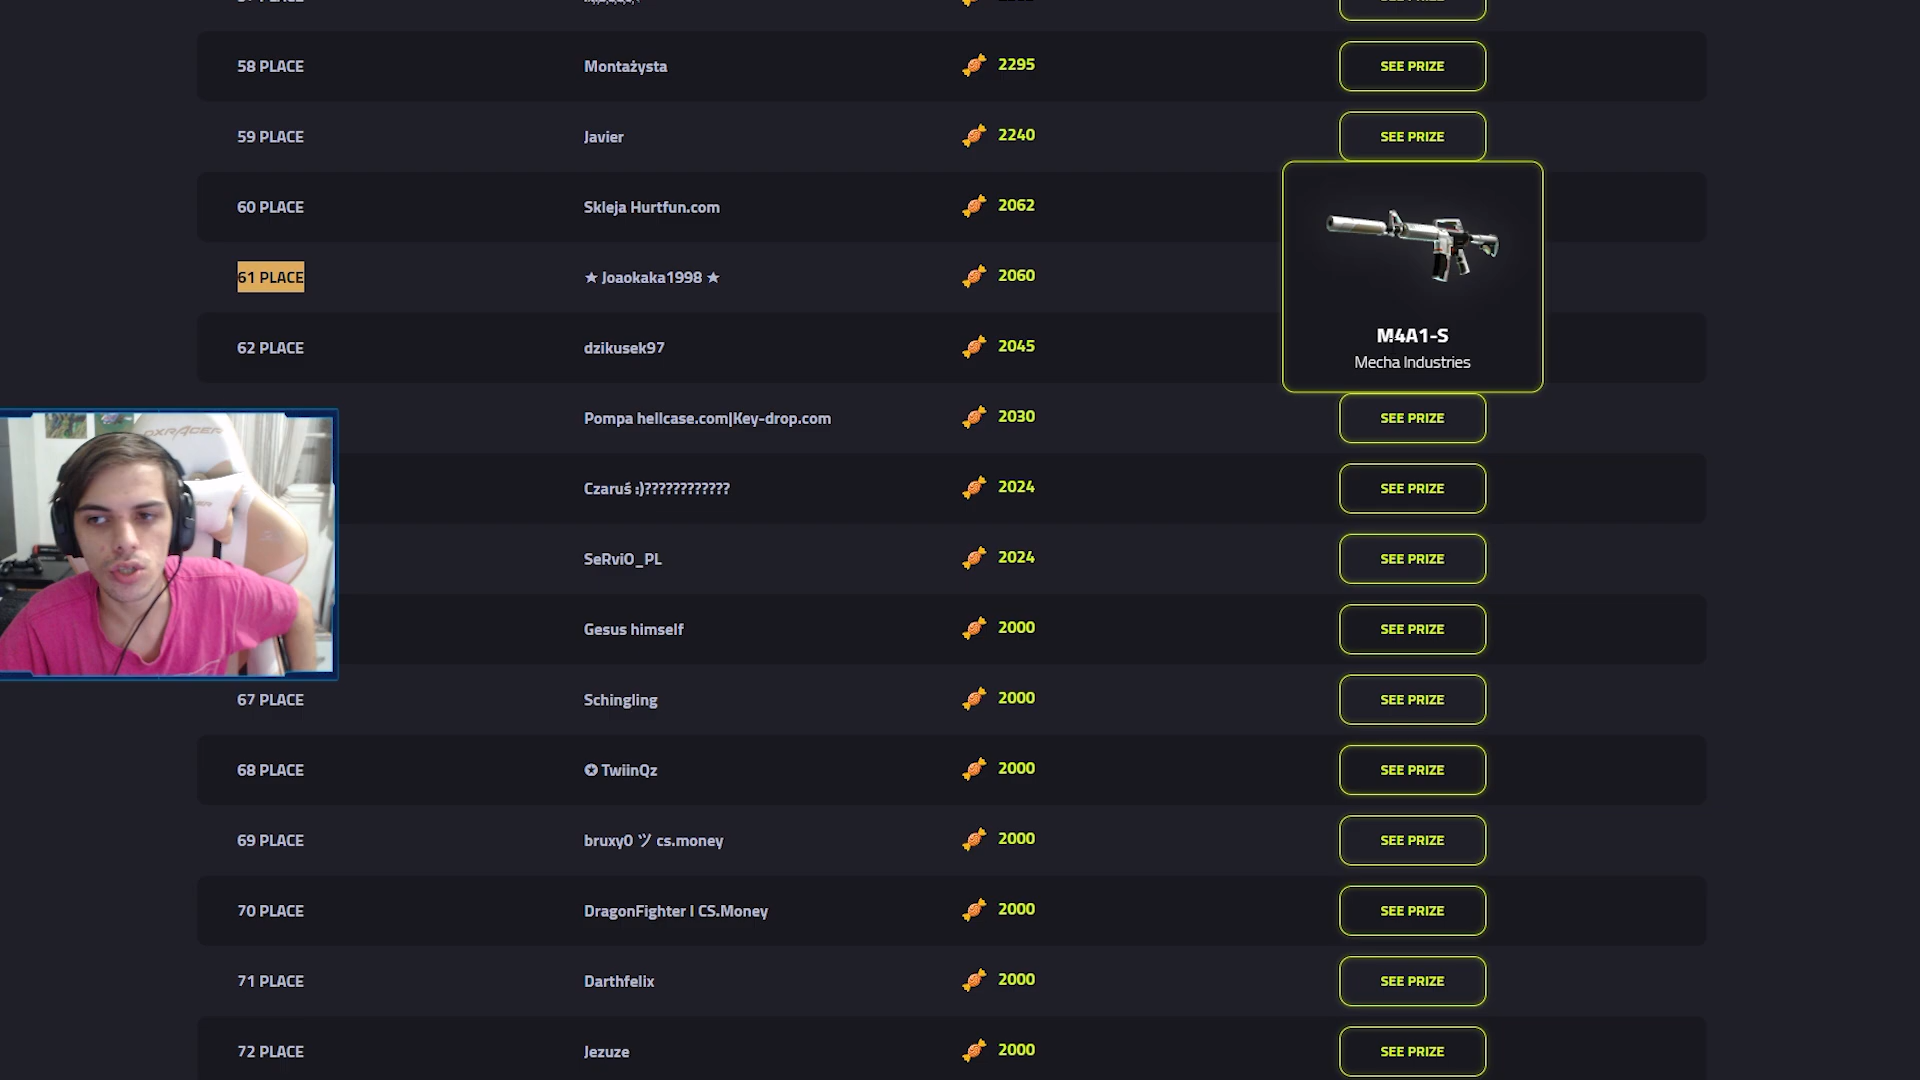 58 PLACE Montażysta 2295 SEE PRIZE
59 PLACE Javier 2240 SEE PRIZE
60 PLACE Skleja Hurtfun.com 2062
61 PLACE ★ Joaokaka1998 ★ 2060
M4A1-S
62 PLACE dzikusek97 2045
Mecha Industries
Pompa hellcase.com|Key-drop.com 2030 SEE PRIZE
DXRACER
Czaruś :)???????????? 2024 SEE PRIZE
SeRviO_PL 2024 SEE PRIZE
Gesus himself 2000 SEE PRIZE
67 PLACE Schingling 2000 SEE PRIZE
68 PLACE ✪ TwiinQz 2000 SEE PRIZE
69 PLACE bruxy0 ツ cs.money 2000 SEE PRIZE
70 PLACE DragonFighter I CS.Money 2000 SEE PRIZE
71 PLACE Darthfelix 2000 SEE PRIZE
72 PLACE Jezuze 2000 SEE PRIZE